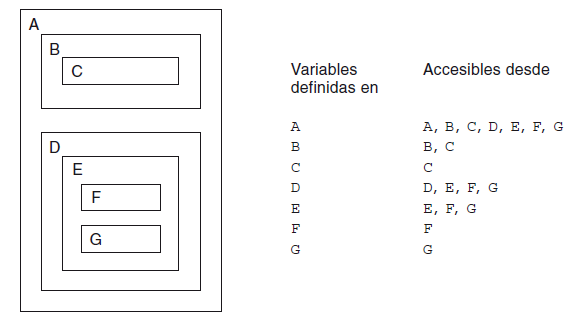 A
B
C
D
E
F
G
Variables definidas en
Accesibles desde
A A, B, C, D, E, F, G
B B, C
C C
D D, E, F, G
E E, F, G
F F
G G